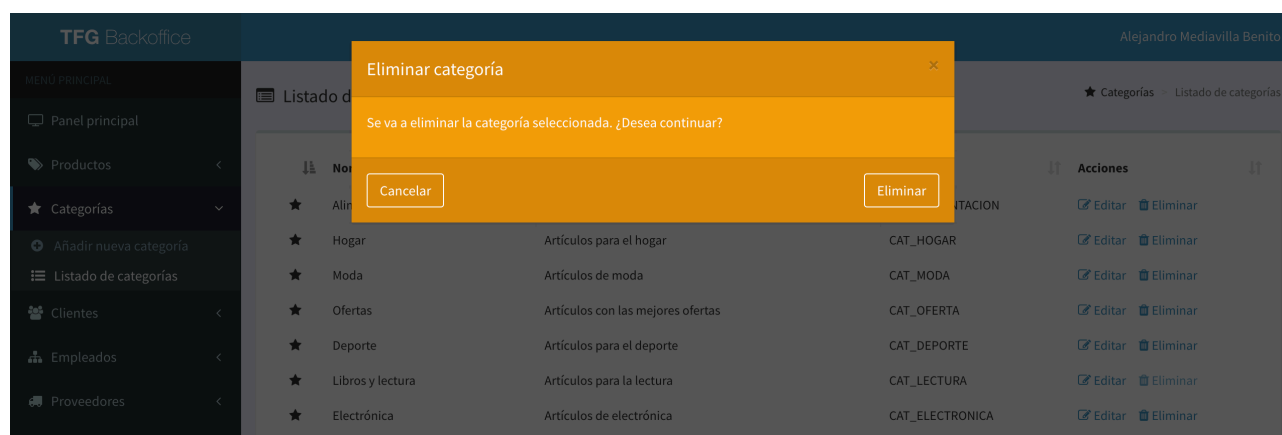 TFG Backoffice
Alejandro Mediavilla Benito
MENÚ PRINCIPAL
Panel principal
Productos
Categorías
Añadir nueva categoría
Listado de categorías
Clientes
Empleados
Proveedores
Listado d
Categorías > Listado de categorías
Eliminar categoría ×
Se va a eliminar la categoría seleccionada. ¿Desea continuar?
Cancelar Eliminar
Acciones
NTACION Editar Eliminar
Hogar Artículos para el hogar CAT_HOGAR Editar Eliminar
Moda Artículos de moda CAT_MODA Editar Eliminar
Ofertas Artículos con las mejores ofertas CAT_OFERTA Editar Eliminar
Deporte Artículos para el deporte CAT_DEPORTE Editar Eliminar
Libros y lectura Artículos para la lectura CAT_LECTURA Editar Eliminar
Electrónica Artículos de electrónica CAT_ELECTRONICA Editar Eliminar